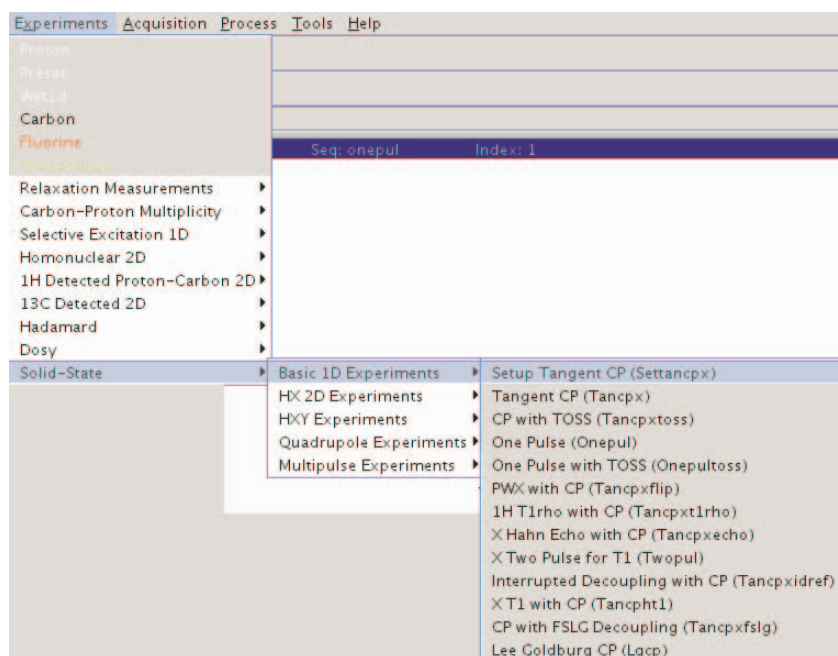 Experiments Acquisition Process Tools Help
Proton
Presat
Wet1d
Carbon
Fluorine
Seq: onepul Index: 1
Relaxation Measurements
Carbon-Proton Multiplicity
Selective Excitation 1D
Homonuclear 2D
1H Detected Proton-Carbon 2D
13C Detected 2D
Hadamard
Dosy
Solid-State
Basic 1D Experiments
HX 2D Experiments
HXY Experiments
Quadrupole Experiments
Multipulse Experiments
Setup Tangent CP (Settancpx)
Tangent CP (Tancpx)
CP with TOSS (Tancpxtoss)
One Pulse (Onepul)
One Pulse with TOSS (Onepultoss)
PWX with CP (Tancpxflip)
1H T1rho with CP (Tancpxt1rho)
X Hahn Echo with CP (Tancpxecho)
X Two Pulse for T1 (Twopul)
Interrupted Decoupling with CP (Tancpxidref)
X T1 with CP (Tancpht1)
CP with FSLG Decoupling (Tancpxfslg)
Lee Goldburg CP (Lgcp)